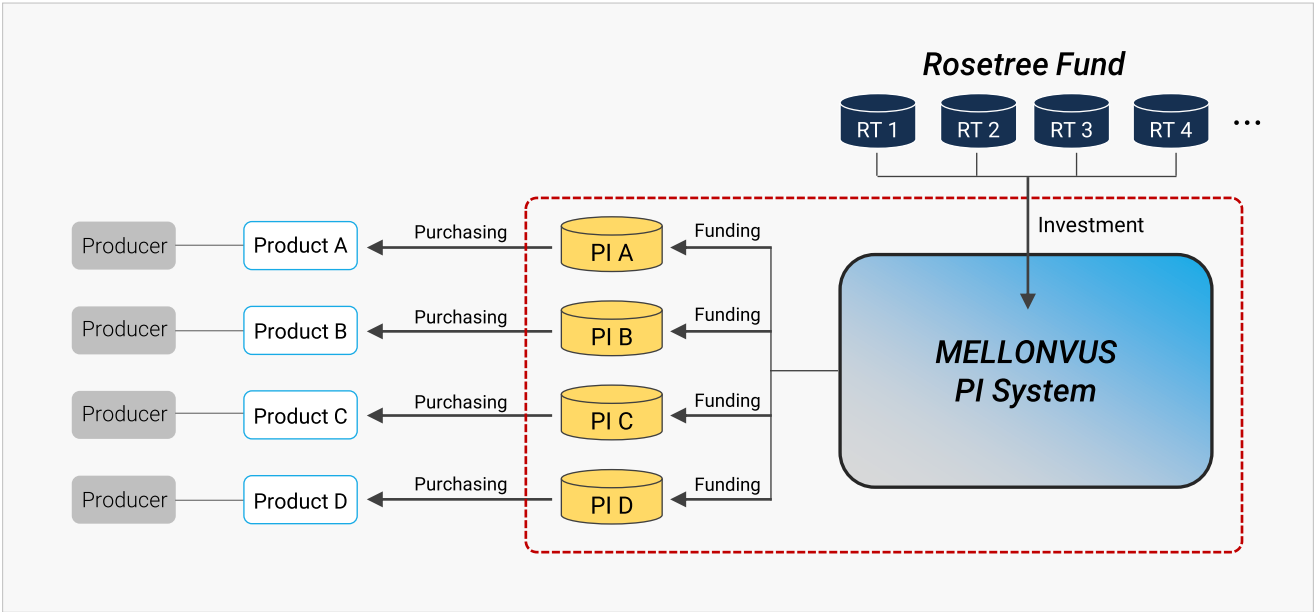 Rosetree Fund
RT 1
RT 2
RT 3
RT 4
...
Investment
Producer
Product A
Purchasing
PI A
Funding
Producer
Product B
Purchasing
PI B
Funding
MELLONVUS
PI System
Producer
Product C
Purchasing
PI C
Funding
Producer
Product D
Purchasing
PI D
Funding